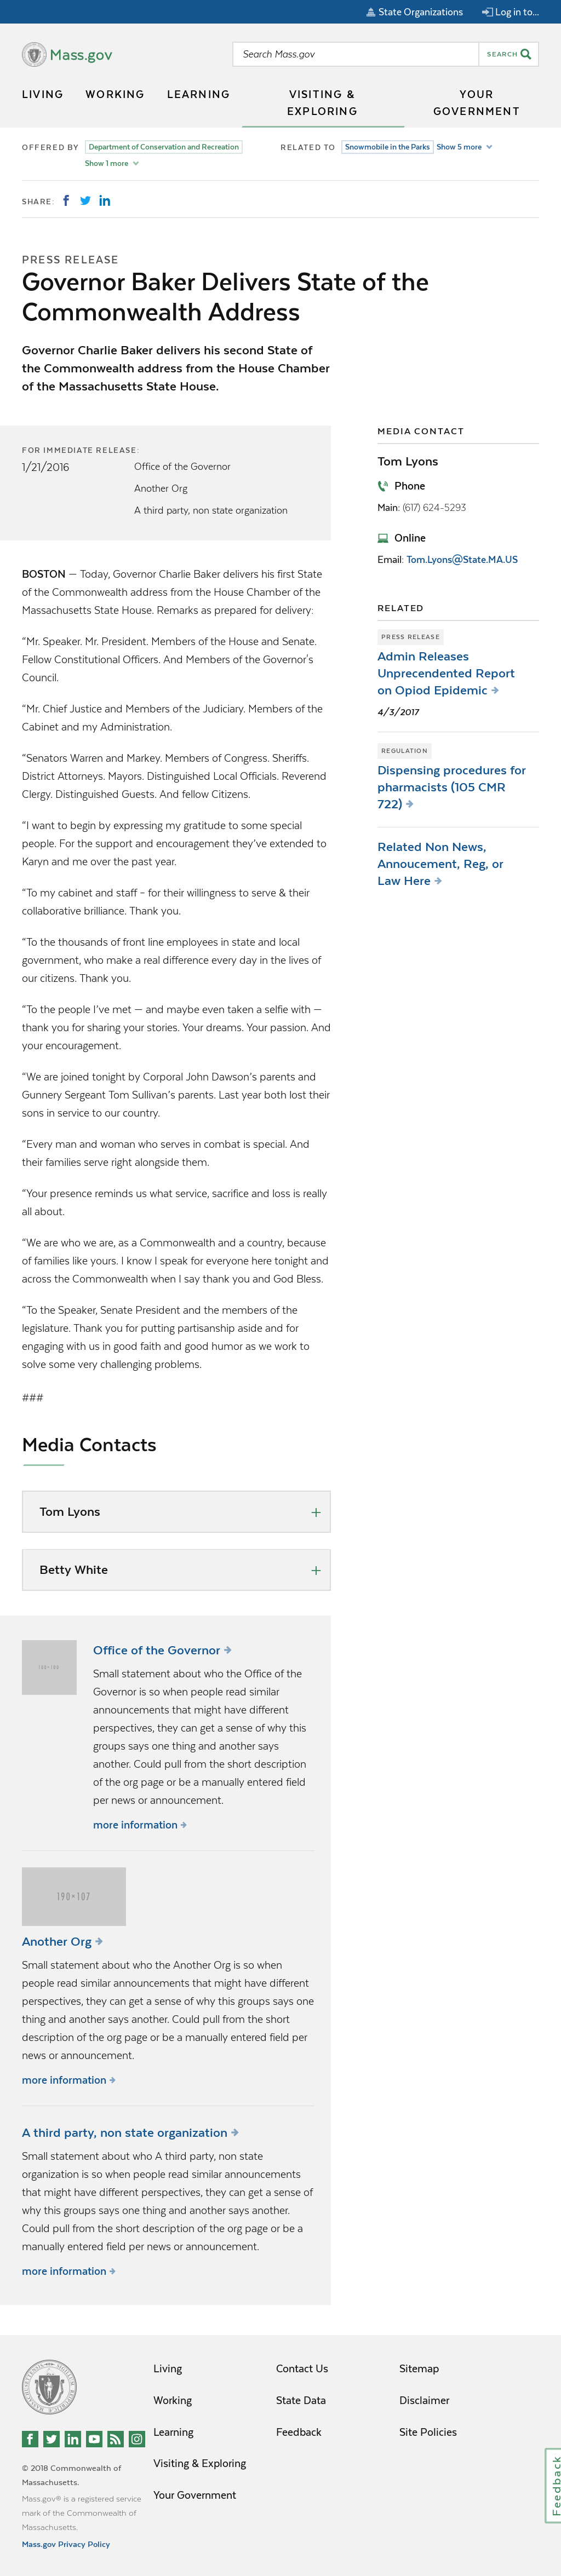 State Organizations Log in to...
Mass.gov Search Mass.gov SEARCH
LIVING WORKING LEARNING VISITING & EXPLORING YOUR GOVERNMENT
OFFERED BY Department of Conservation and Recreation
Show 1 more
RELATED TO Snowmobile in the Parks Show 5 more
SHARE:
PRESS RELEASE
Governor Baker Delivers State of the
Commonwealth Address
Governor Charlie Baker delivers his second State of
the Commonwealth address from the House Chamber
of the Massachusetts State House.
FOR IMMEDIATE RELEASE:
1/21/2016 Office of the Governor
Another Org
A third party, non state organization
BOSTON — Today, Governor Charlie Baker delivers his first State
of the Commonwealth address from the House Chamber of the
Massachusetts State House. Remarks as prepared for delivery:
“Mr. Speaker. Mr. President. Members of the House and Senate.
Fellow Constitutional Officers. And Members of the Governor's
Council.
“Mr. Chief Justice and Members of the Judiciary. Members of the
Cabinet and my Administration.
“Senators Warren and Markey. Members of Congress. Sheriffs.
District Attorneys. Mayors. Distinguished Local Officials. Reverend
Clergy. Distinguished Guests. And fellow Citizens.
“I want to begin by expressing my gratitude to some special
people. For the support and encouragement they’ve extended to
Karyn and me over the past year.
“To my cabinet and staff – for their willingness to serve & their
collaborative brilliance. Thank you.
“To the thousands of front line employees in state and local
government, who make a real difference every day in the lives of
our citizens. Thank you.
“To the people I’ve met — and maybe even taken a selfie with —
thank you for sharing your stories. Your dreams. Your passion. And
your encouragement.
“We are joined tonight by Corporal John Dawson’s parents and
Gunnery Sergeant Tom Sullivan’s parents. Last year both lost their
sons in service to our country.
“Every man and woman who serves in combat is special. And
their families serve right alongside them.
“Your presence reminds us what service, sacrifice and loss is really
all about.
“We are who we are, as a Commonwealth and a country, because
of families like yours. I know I speak for everyone here tonight and
across the Commonwealth when I say thank you and God Bless.
“To the Speaker, Senate President and the members of the
legislature. Thank you for putting partisanship aside and for
engaging with us in good faith and good humor as we work to
solve some very challenging problems.
###
MEDIA CONTACT
Tom Lyons
Phone
Main: (617) 624-5293
Online
Email: Tom.Lyons@State.MA.US
RELATED
PRESS RELEASE
Admin Releases
Unprecendented Report
on Opiod Epidemic
4/3/2017
REGULATION
Dispensing procedures for
pharmacists (105 CMR
722)
Related Non News,
Annoucement, Reg, or
Law Here
Media Contacts
Tom Lyons
Betty White
100×100
Office of the Governor
Small statement about who the Office of the
Governor is so when people read similar
announcements that might have different
perspectives, they can get a sense of why this
groups says one thing and another says
another. Could pull from the short description
of the org page or be a manually entered field
per news or announcement.
more information
190×107
Another Org
Small statement about who the Another Org is so when
people read similar announcements that might have different
perspectives, they can get a sense of why this groups says one
thing and another says another. Could pull from the short
description of the org page or be a manually entered field per
news or announcement.
more information
A third party, non state organization
Small statement about who A third party, non state
organization is so when people read similar announcements
that might have different perspectives, they can get a sense of
why this groups says one thing and another says another.
Could pull from the short description of the org page or be a
manually entered field per news or announcement.
more information
Living
Working
Learning
Visiting & Exploring
Your Government
Contact Us
State Data
Feedback
Sitemap
Disclaimer
Site Policies
© 2018 Commonwealth of
Massachusetts.
Mass.gov® is a registered service
mark of the Commonwealth of
Massachusetts.
Mass.gov Privacy Policy
Feedback